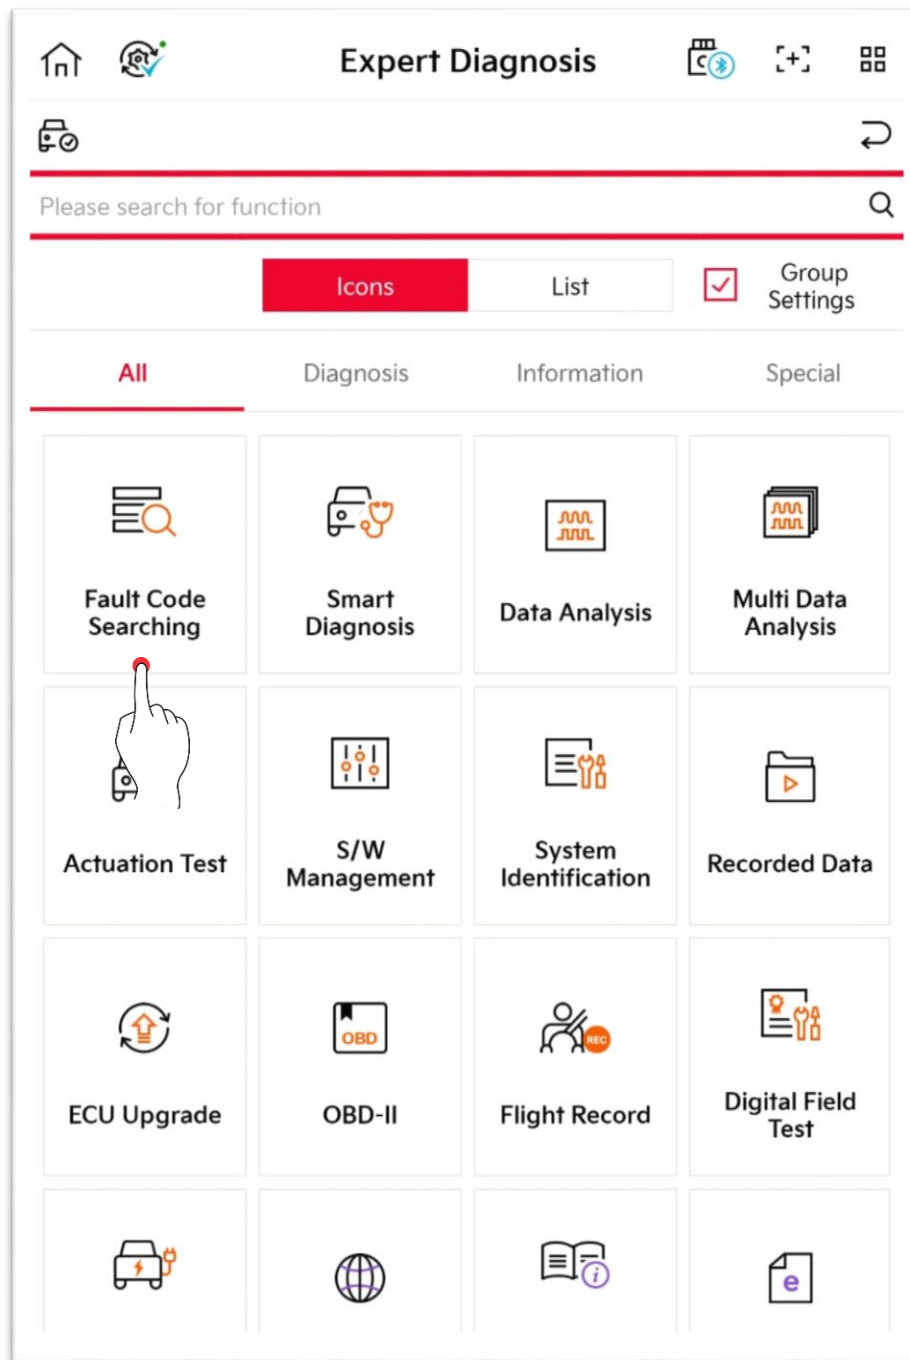 Expert Diagnosis
Please search for function
Icons
List
Group
Settings
All
Diagnosis
Information
Special
Fault Code
Searching
Smart
Diagnosis
Data Analysis
Multi Data
Analysis
Actuation Test
S/W
Management
System
Identification
Recorded Data
OBD
REC
ECU Upgrade
OBD-II
Flight Record
Digital Field
Test
i
e